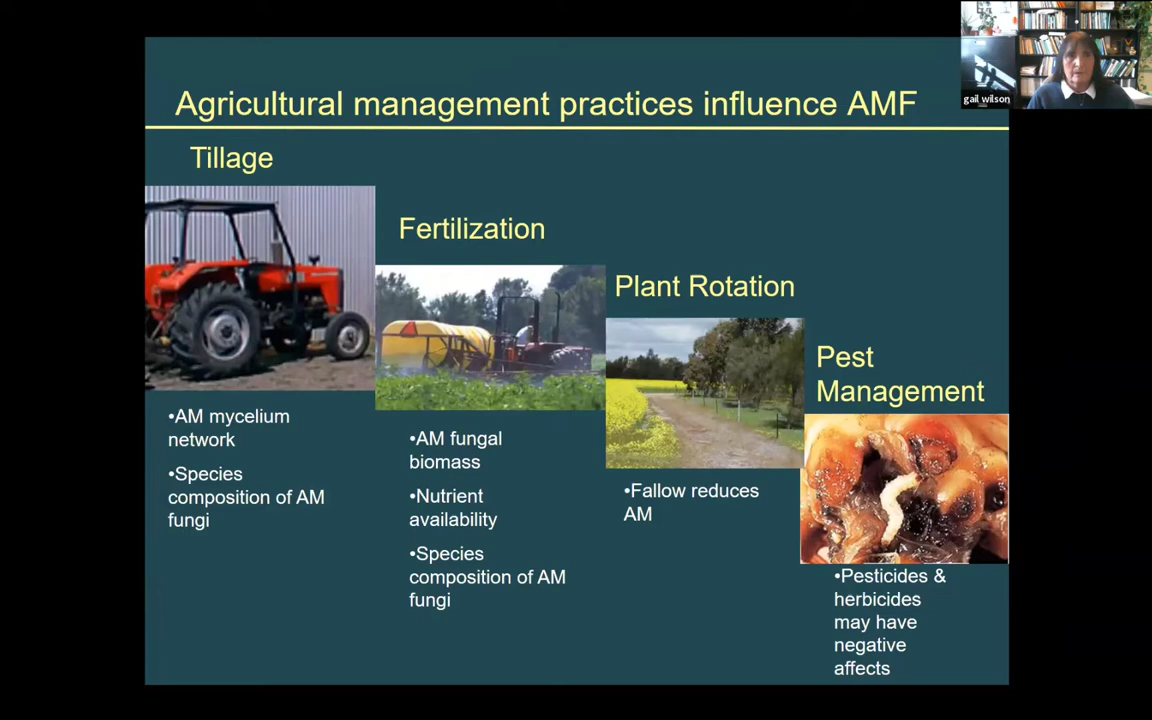 Agricultural management practices influence AMF
Tillage
•AM mycelium
network
•Species
composition of AM
fungi
Fertilization
•AM fungal
biomass
•Nutrient
availability
•Species
composition of AM
fungi
Plant Rotation
•Fallow reduces
AM
Pest
Management
•Pesticides &
herbicides
may have
negative
affects
gail wilson